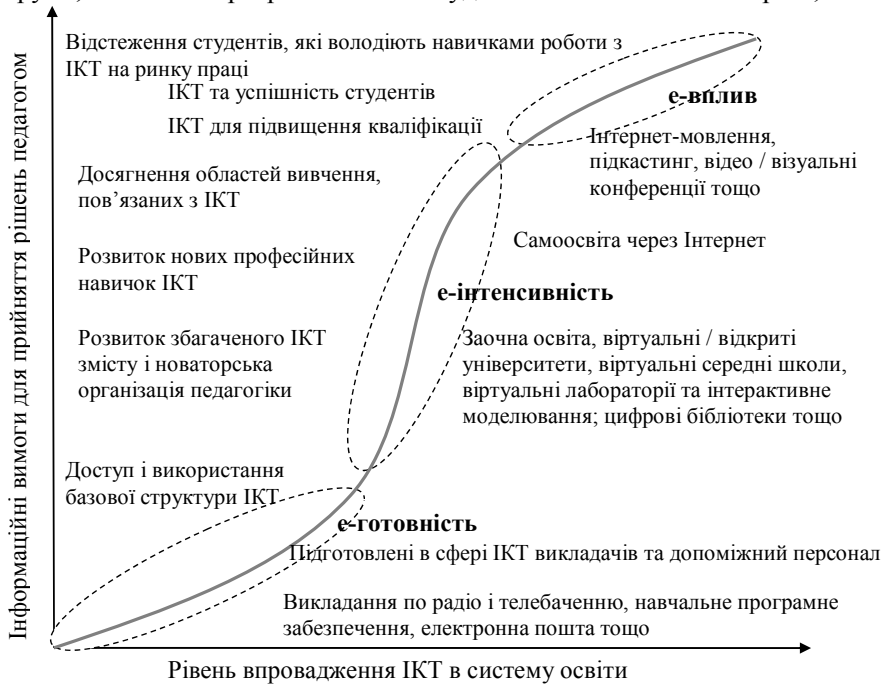 Відстеження студентів, які володіють навичками роботи з
ІКТ на ринку праці
ІКТ та успішність студентів
ІКТ для підвищення кваліфікації
е-вплив
Інтернет-мовлення,
підкастинг, відео / візуальні
конференції тощо
Досягнення областей вивчення,
пов’язаних з ІКТ
Самоосвіта через Інтернет
Розвиток нових професійних
навичок ІКТ
е-інтенсивність
Розвиток збагаченого ІКТ
змісту і новаторська
організація педагогіки
Заочна освіта, віртуальні / відкриті
університети, віртуальні середні школи,
віртуальні лабораторії та інтерактивне
моделювання; цифрові бібліотеки тощо
Доступ і використання
базової структури ІКТ
е-готовність
Підготовлені в сфері ІКТ викладачів та допоміжний персонал
Викладання по радіо і телебаченню, навчальне програмне
забезпечення, електронна пошта тощо
Інформаційні вимоги для прийняття рішень педагогом
Рівень впровадження ІКТ в систему освіти